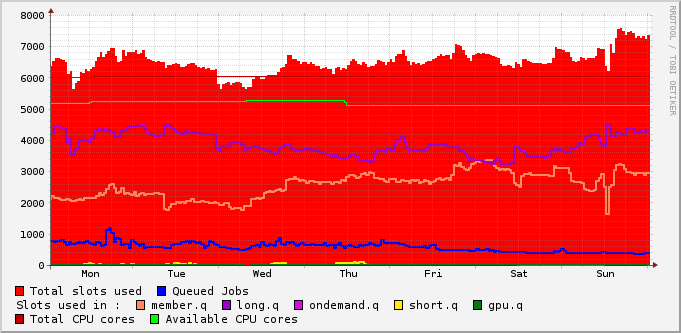 RRDTOOL / TOBI OETIKER
8000
7000
6000
5000
4000
3000
2000
1000
0
Mon Tue Wed Thu Fri Sat Sun
Total slots used Queued Jobs
Slots used in : member.q long.q ondemand.q short.q gpu.q
Total CPU cores Available CPU cores